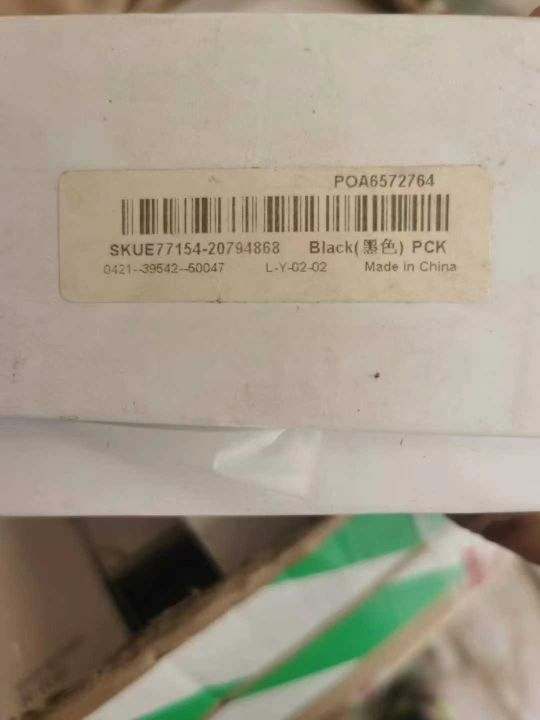 POA6572764
SKUE77154-20794868 Black(黑色) PCK
0421--39542--50047 L-Y-02-02 Made in China